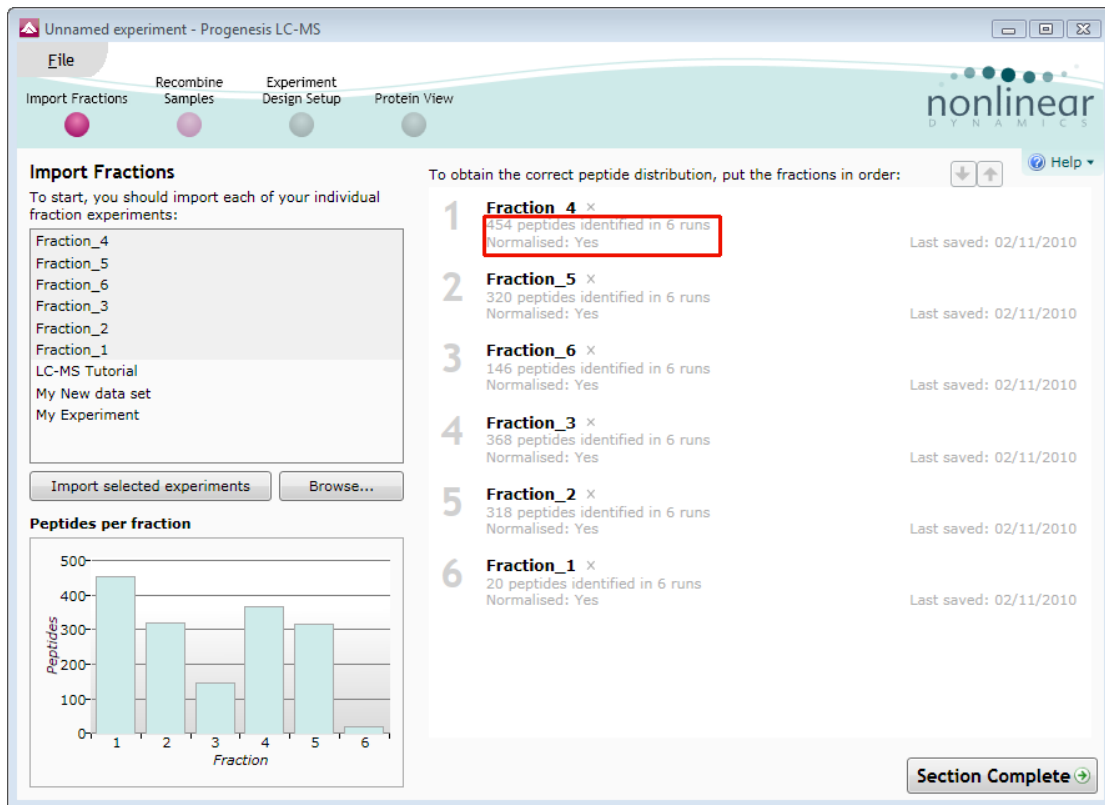 Unnamed experiment - Progenesis LC-MS
File
Import Fractions
Recombine
Samples
Experiment
Design Setup
Protein View
nonlinear
DYNAMICS
Help
Import Fractions
To start, you should import each of your individual
fraction experiments:
Fraction_4
Fraction_5
Fraction_6
Fraction_3
Fraction_2
Fraction_1
LC-MS Tutorial
My New data set
My Experiment
Import selected experiments
Browse...
Peptides per fraction
500
400
300
200
100
0
Peptides
1 2 3 4 5 6
Fraction
To obtain the correct peptide distribution, put the fractions in order:
1
Fraction_4 ×
454 peptides identified in 6 runs
Normalised: Yes
Last saved: 02/11/2010
2
Fraction_5 ×
320 peptides identified in 6 runs
Normalised: Yes
Last saved: 02/11/2010
3
Fraction_6 ×
146 peptides identified in 6 runs
Normalised: Yes
Last saved: 02/11/2010
4
Fraction_3 ×
368 peptides identified in 6 runs
Normalised: Yes
Last saved: 02/11/2010
5
Fraction_2 ×
318 peptides identified in 6 runs
Normalised: Yes
Last saved: 02/11/2010
6
Fraction_1 ×
20 peptides identified in 6 runs
Normalised: Yes
Last saved: 02/11/2010
Section Complete